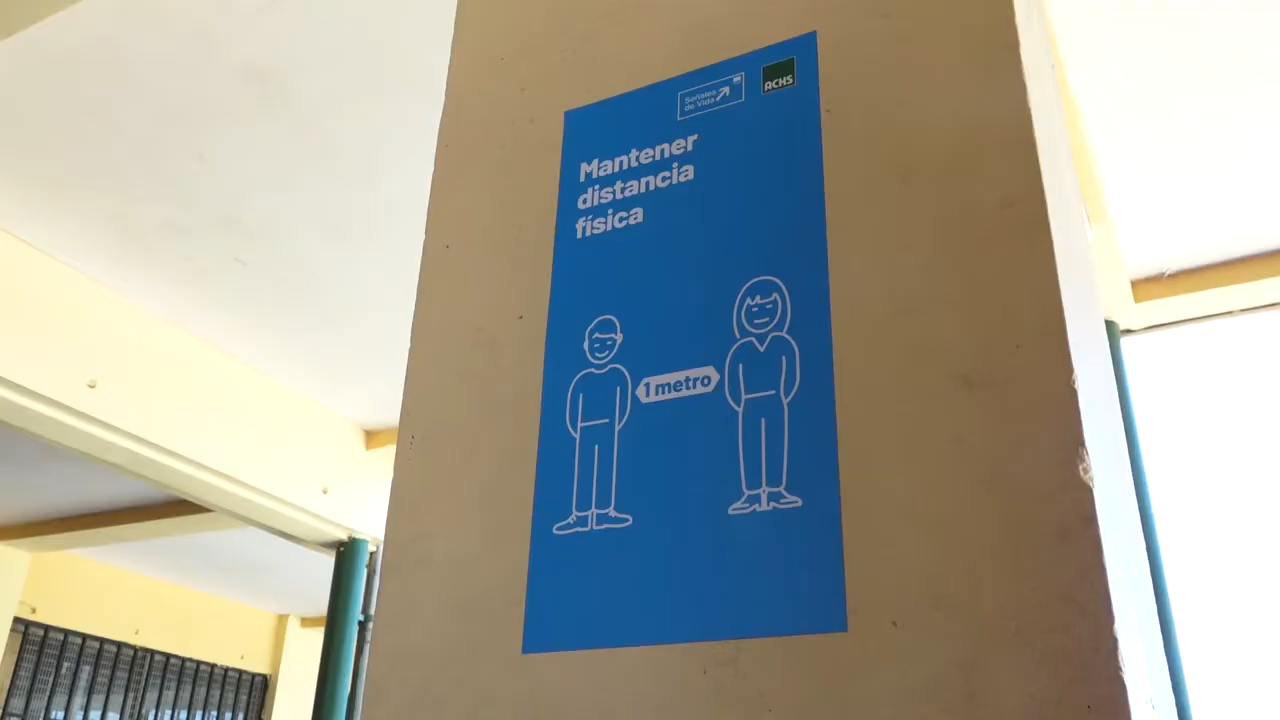 Señales
de Vida
ACHS
Mantener
distancia
física
1 metro